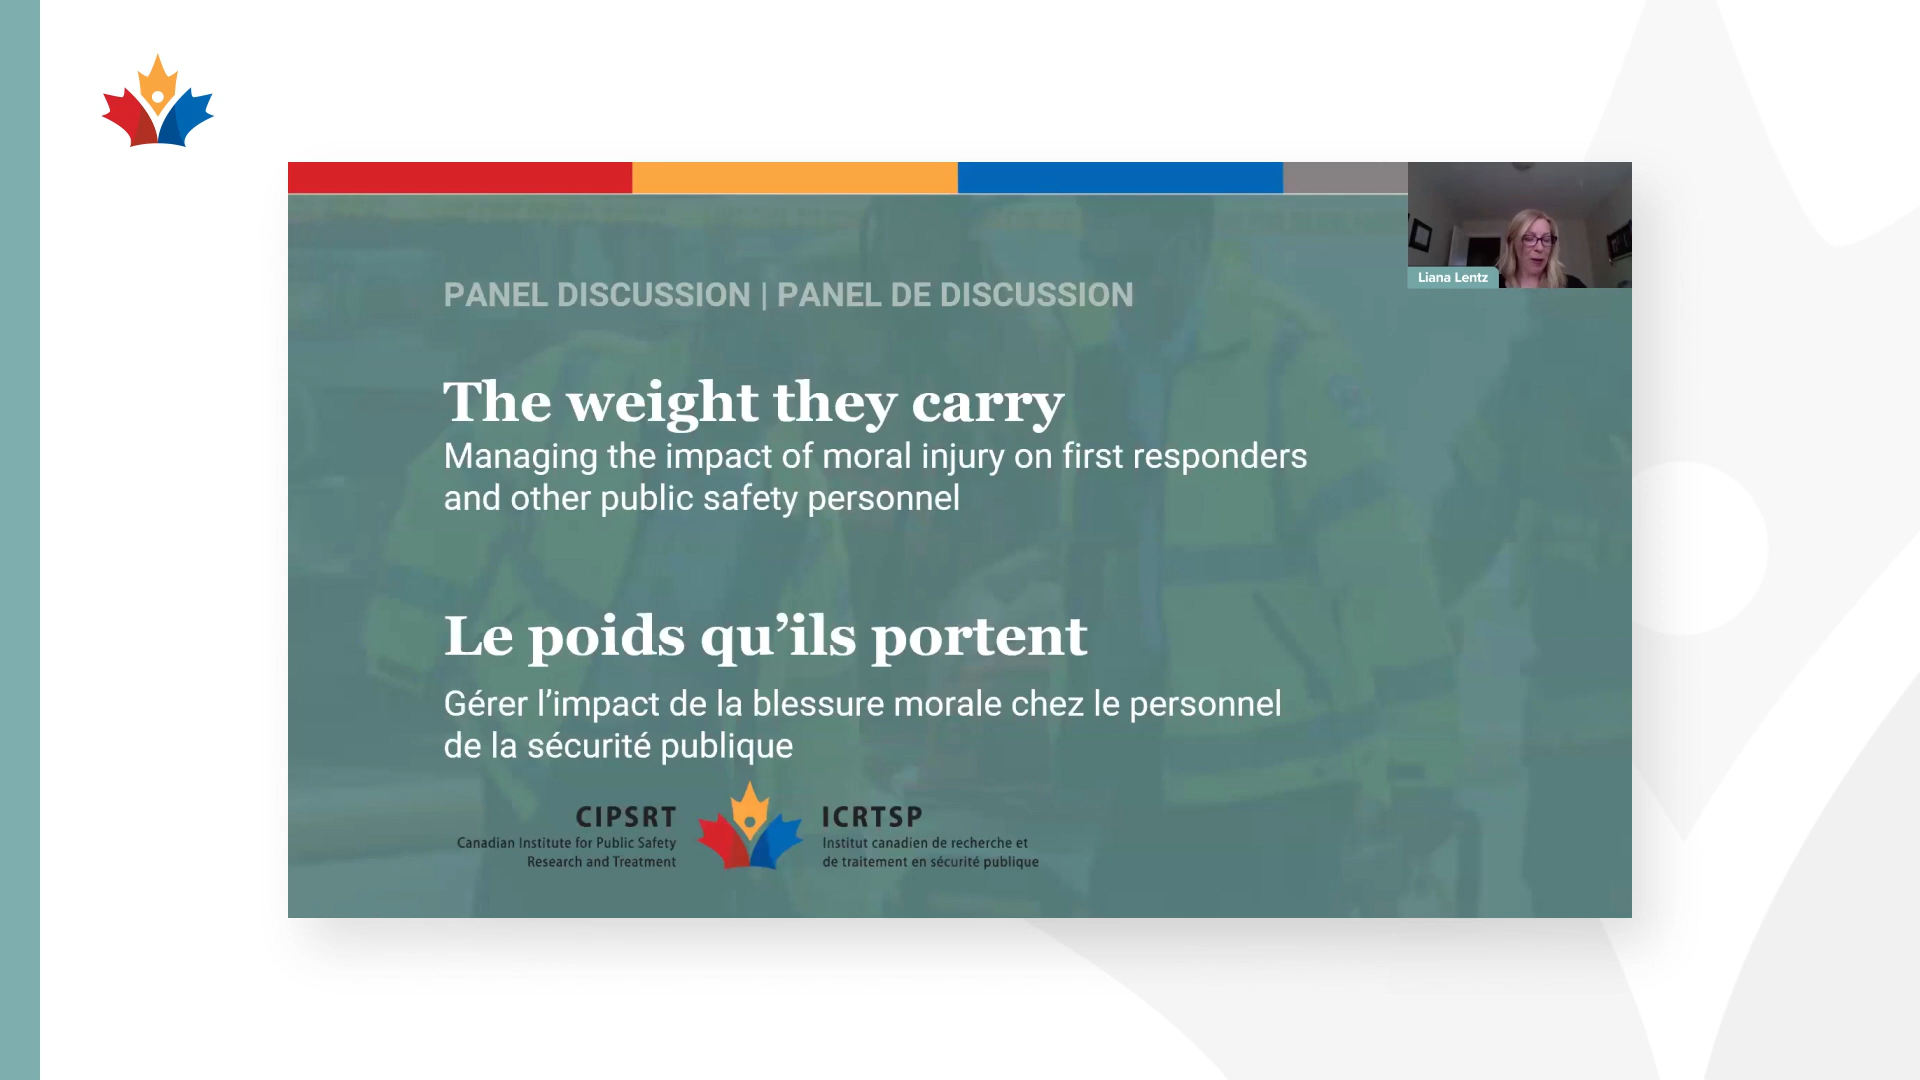 Liana Lentz
PANEL DISCUSSION | PANEL DE DISCUSSION
The weight they carry
Managing the impact of moral injury on first responders
and other public safety personnel
Le poids qu’ils portent
Gérer l’impact de la blessure morale chez le personnel
de la sécurité publique
CIPSRT
Canadian Institute for Public Safety
Research and Treatment
ICRTSP
Institut canadien de recherche et
de traitement en sécurité publique